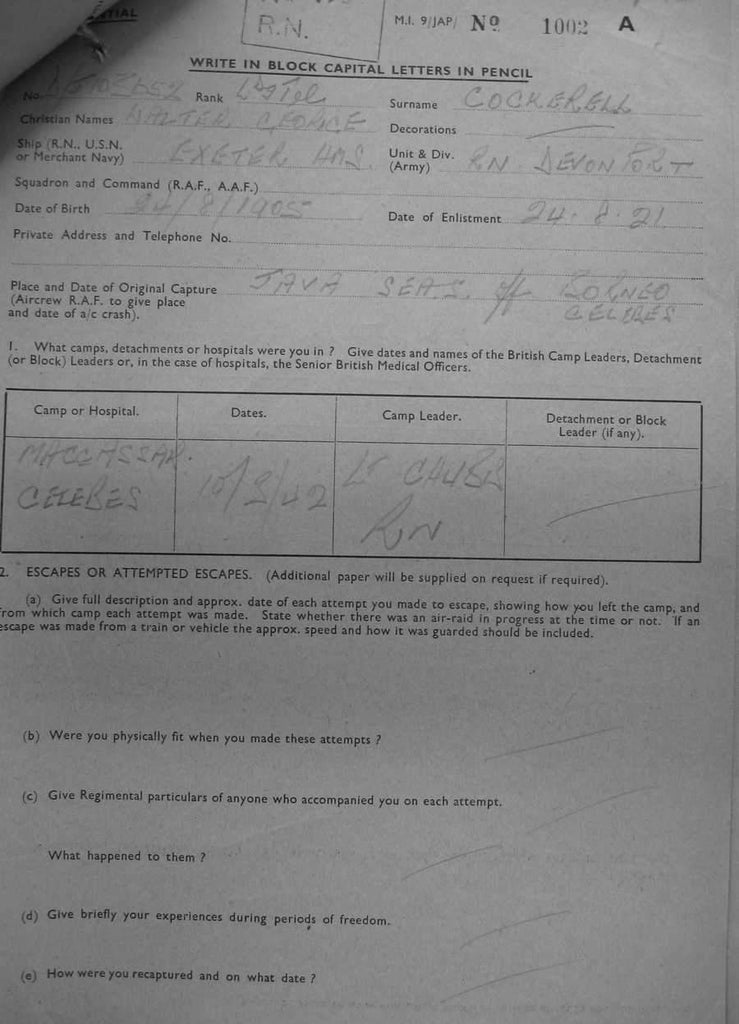 TIAL
R.N.
M.I. 9/JAP/ Nº 1002 A
WRITE IN BLOCK CAPITAL LETTERS IN PENCIL
No. Rank LdgTel Surname COCKERELL
Christian Names WALTER GEORGE Decorations
Ship (R.N., U.S.N. or Merchant Navy) EXETER HMS. Unit & Div. (Army) RN DEVONPORT
Squadron and Command (R.A.F., A.A.F.)
Date of Birth 24/8/1905 Date of Enlistment 24.8.21
Private Address and Telephone No.
Place and Date of Original Capture JAVA SEAS. off BORNEO
(Aircrew R.A.F. to give place CELEBES
and date of a/c crash).
1. What camps, detachments or hospitals were you in ? Give dates and names of the British Camp Leaders, Detachment
(or Block) Leaders or, in the case of hospitals, the Senior British Medical Officers.
Camp or Hospital. Dates. Camp Leader. Detachment or Block
Leader (if any).
MACCASSAR.
CELEBES 10/3/42 Lt
RN
2. ESCAPES OR ATTEMPTED ESCAPES. (Additional paper will be supplied on request if required).
(a) Give full description and approx. date of each attempt you made to escape, showing how you left the camp, and
from which camp each attempt was made. State whether there was an air-raid in progress at the time or not. If an
escape was made from a train or vehicle the approx. speed and how it was guarded should be included.
(b) Were you physically fit when you made these attempts ?
(c) Give Regimental particulars of anyone who accompanied you on each attempt.
What happened to them ?
(d) Give briefly your experiences during periods of freedom.
(e) How were you recaptured and on what date ?